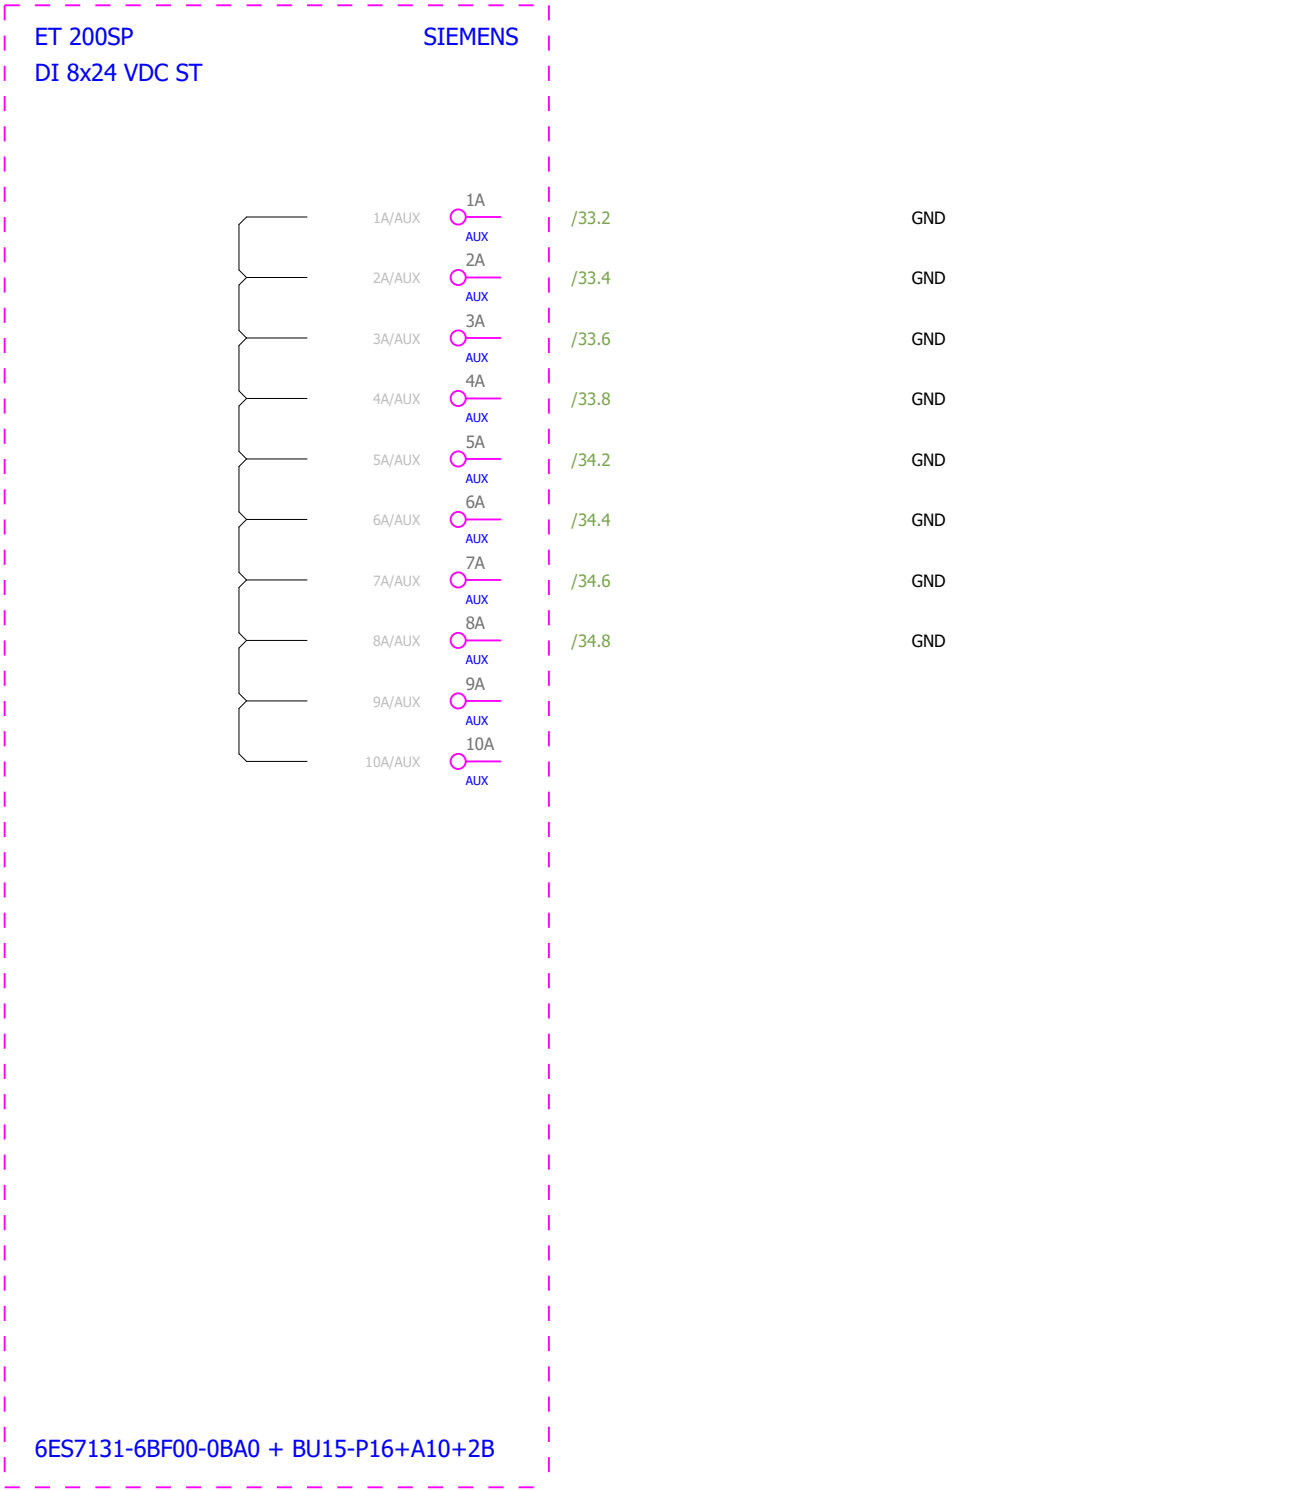 ET 200SP SIEMENS
DI 8x24 VDC ST
1A
1A/AUX /33.2 GND
AUX
2A
2A/AUX /33.4 GND
AUX
3A
3A/AUX /33.6 GND
AUX
4A
4A/AUX /33.8 GND
AUX
5A
5A/AUX /34.2 GND
AUX
6A
6A/AUX /34.4 GND
AUX
7A
7A/AUX /34.6 GND
AUX
8A
8A/AUX /34.8 GND
AUX
9A
9A/AUX
AUX
10A
10A/AUX
AUX
6ES7131-6BF00-0BA0 + BU15-P16+A10+2B